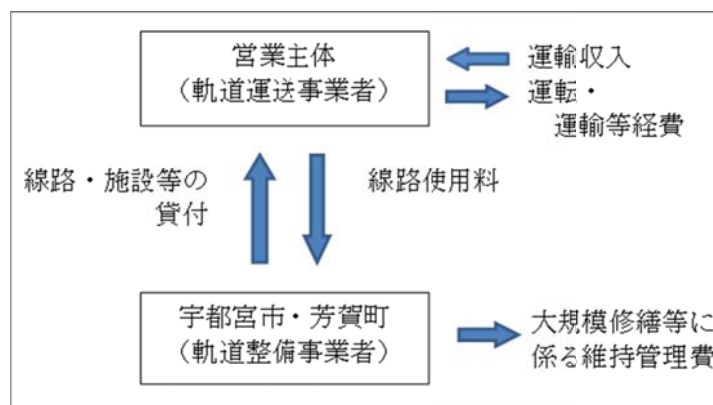 営業主体
（軌道運送事業者）
運輸収入
運転・
運輸等経費
線路・施設等の
貸付
線路使用料
宇都宮市・芳賀町
（軌道整備事業者）
大規模修繕等に
係る維持管理費